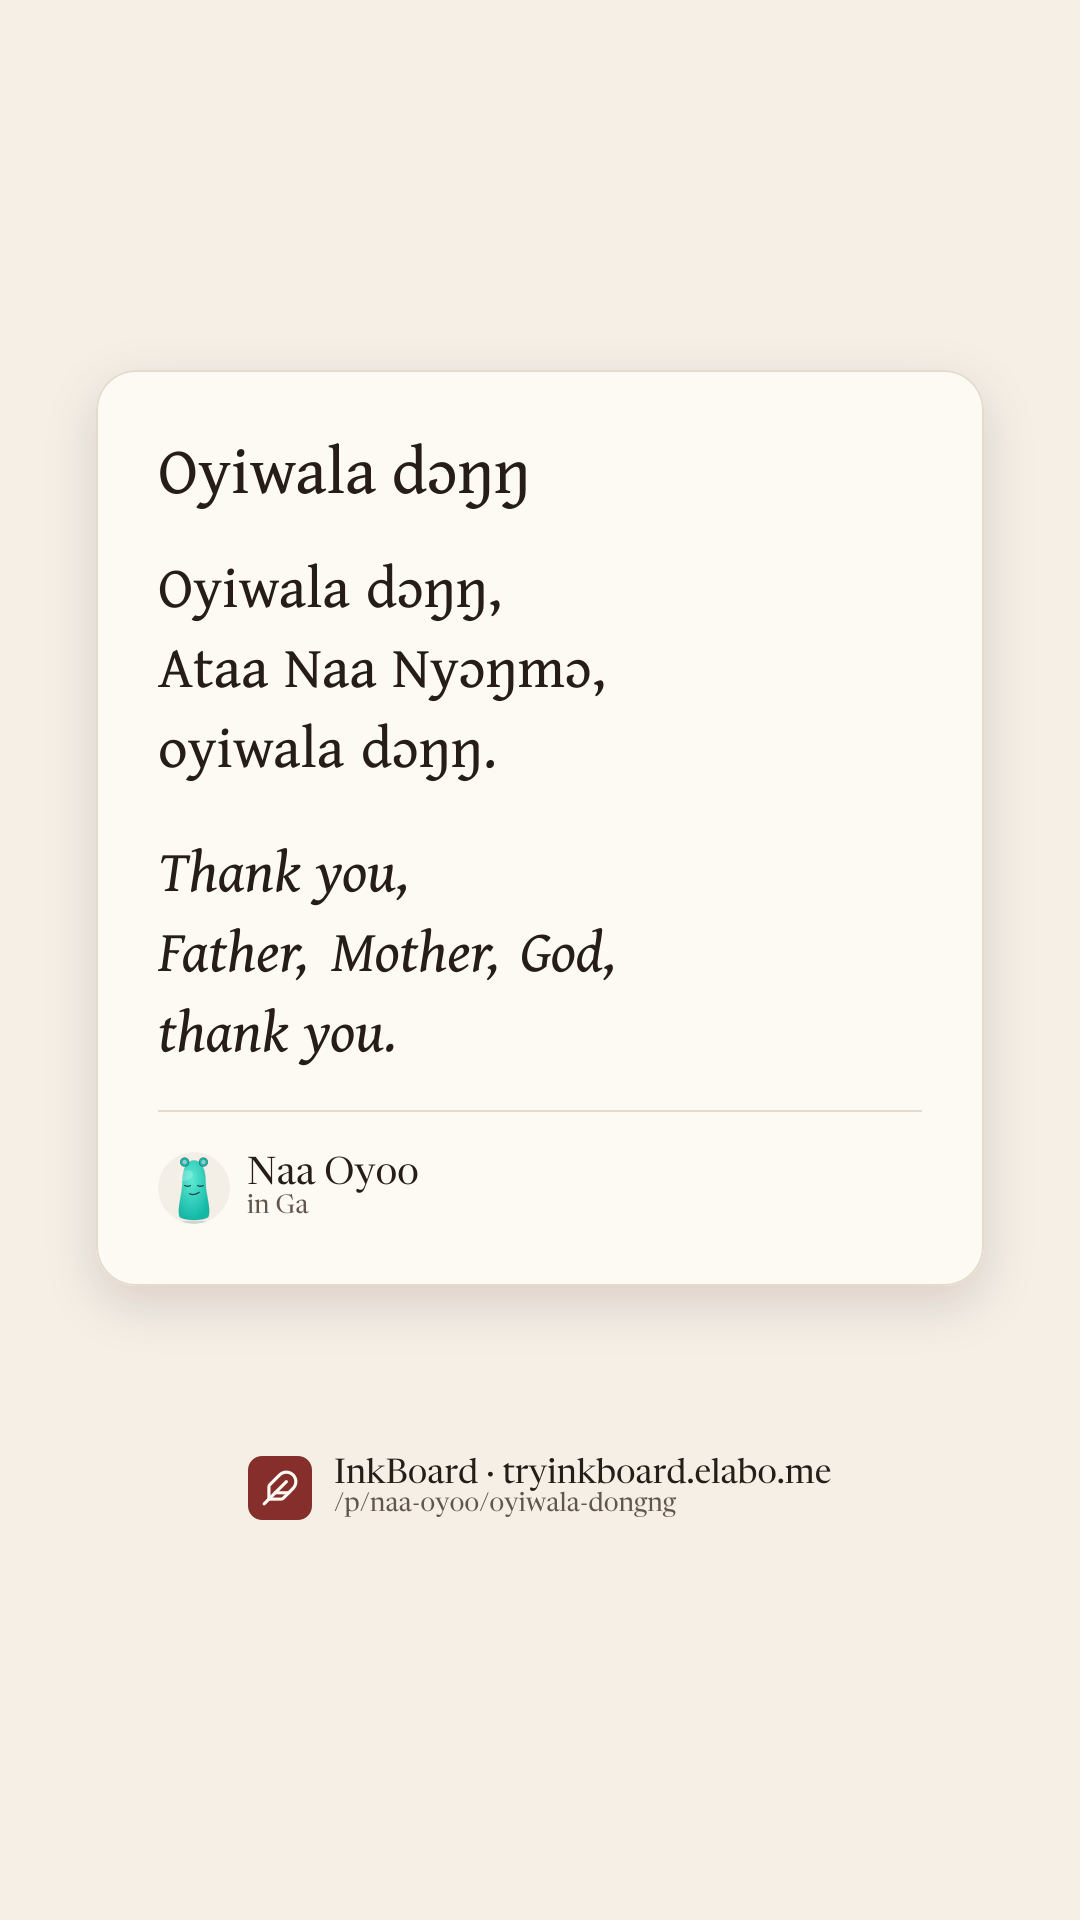 Oyiwala dɔŋŋ
Oyiwala dɔŋŋ,
Ataa Naa Nyɔŋmɔ,
oyiwala dɔŋŋ.
Thank you,
Father, Mother, God,
thank you.
Naa Oyoo
in Ga
InkBoard · tryinkboard.elabo.me
/p/naa-oyoo/oyiwala-dongng